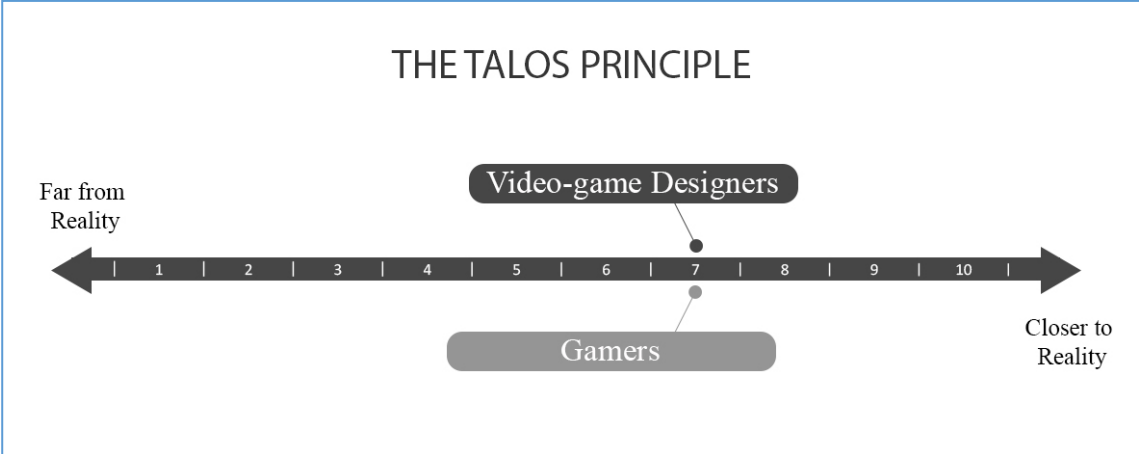 THE TALOS PRINCIPLE
Video-game Designers
Far from
Reality
| 1 | 2 | 3 | 4 | 5 | 6 | 7 | 8 | 9 | 10 |
Gamers
Closer to
Reality